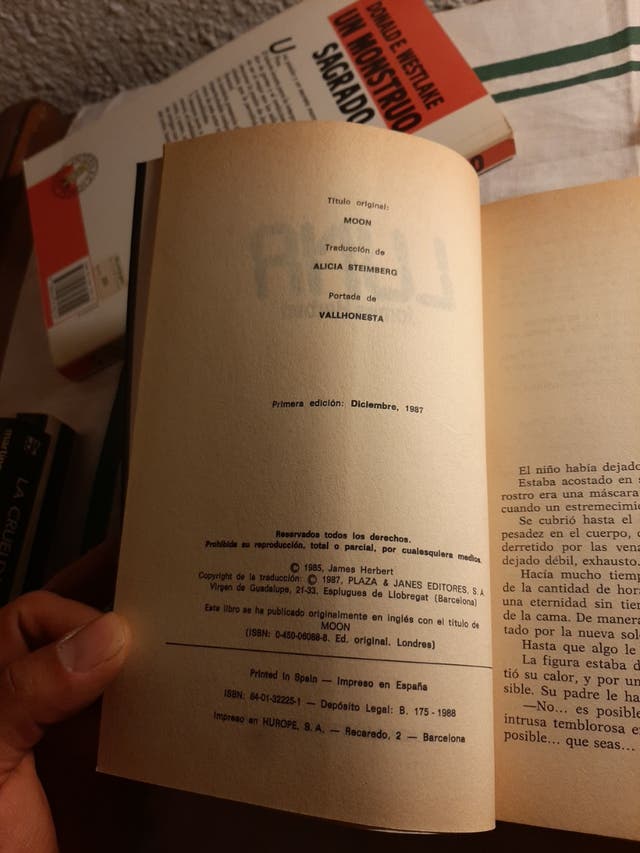 DONALD E. WESTLAKE
UN MONSTRUO
SAGRADO
Título original:
MOON
Traducción de
ALICIA STEIMBERG
Portada de
VALLHONESTA
Primera edición: Diciembre, 1987
Reservados todos los derechos.
Prohibida su reproducción, total o parcial, por cualesquiera medios.
© 1985, James Herbert
Copyright de la traducción: © 1987, PLAZA & JANES EDITORES, S. A.
Virgen de Guadalupe, 21-33. Esplugues de Llobregat (Barcelona)
Este libro se ha publicado originalmente en inglés con el título de
MOON
(ISBN: 0-450-06088-8. Ed. original. Londres)
Printed in Spain — Impreso en España
ISBN: 84-01-32225-1 — Depósito Legal: B. 175 - 1988
Impreso en HUROPE, S. A. — Recaredo, 2 — Barcelona
El niño había dejado
Estaba acostado en
rostro era una máscara
cuando un estremecimi
Se cubrió hasta el
pesadez en el cuerpo,
derretido por las ven
dejado débil, exhausto.
Hacía mucho tiem
de la cantidad de hor
una eternidad sin tie
de la cama. De manera
tado por la nueva sol
Hasta que algo le
La figura estaba d
tió su calor, y por un
sible. Su padre le ha
—No... es posible
intrusa temblorosa e
posible... que seas...
LA CRUEL